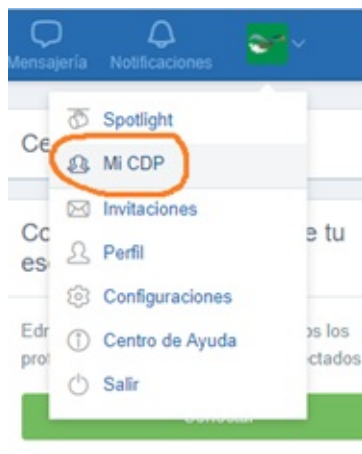 Mensajería Notificaciones
Spotlight
Ce
Mi CDP
Invitaciones
Co e tu
es
Perfil
Configuraciones
Edr os los
Centro de Ayuda
prof ctados
Salir